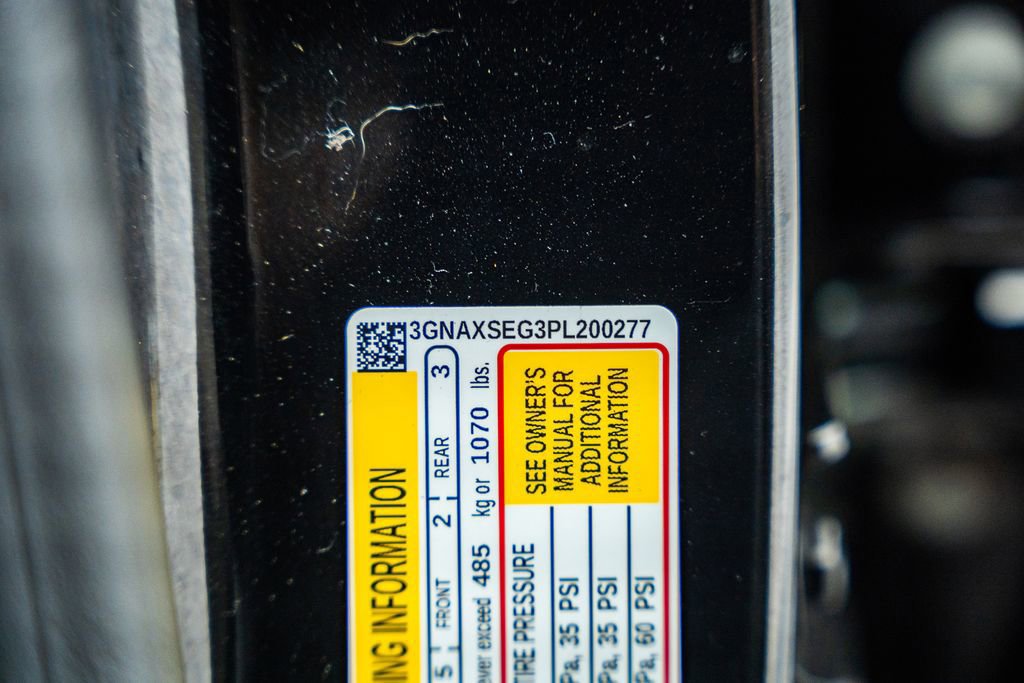 3GNAXSEG3PL200277
ING INFORMATION
5 FRONT 2 REAR 3
ever exceed 485 kg or 1070 lbs.
TIRE PRESSURE
SEE OWNER'S
MANUAL FOR
ADDITIONAL
INFORMATION
Pa, 35 PSI
Pa, 35 PSI
Pa, 60 PSI